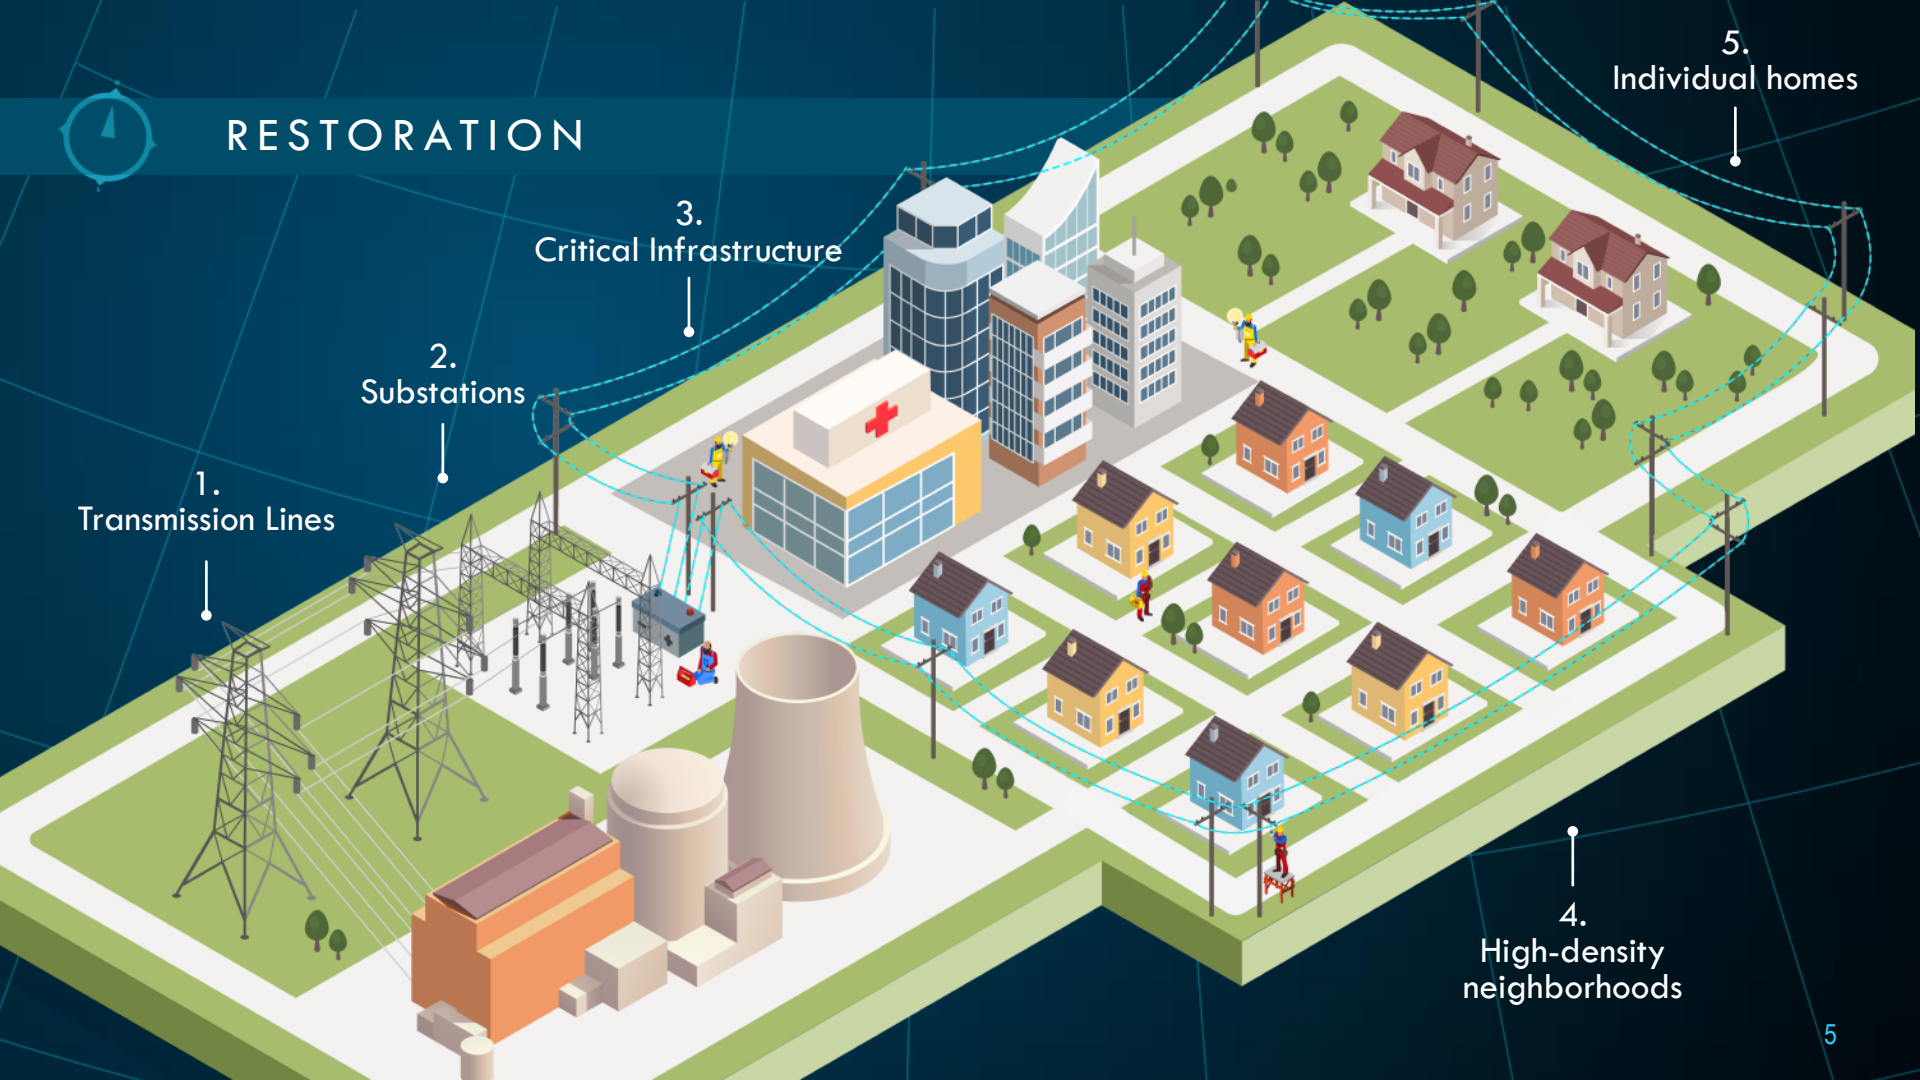 RESTORATION
1.
Transmission Lines
2.
Substations
3.
Critical Infrastructure
4.
High-density
neighborhoods
5.
Individual homes
5